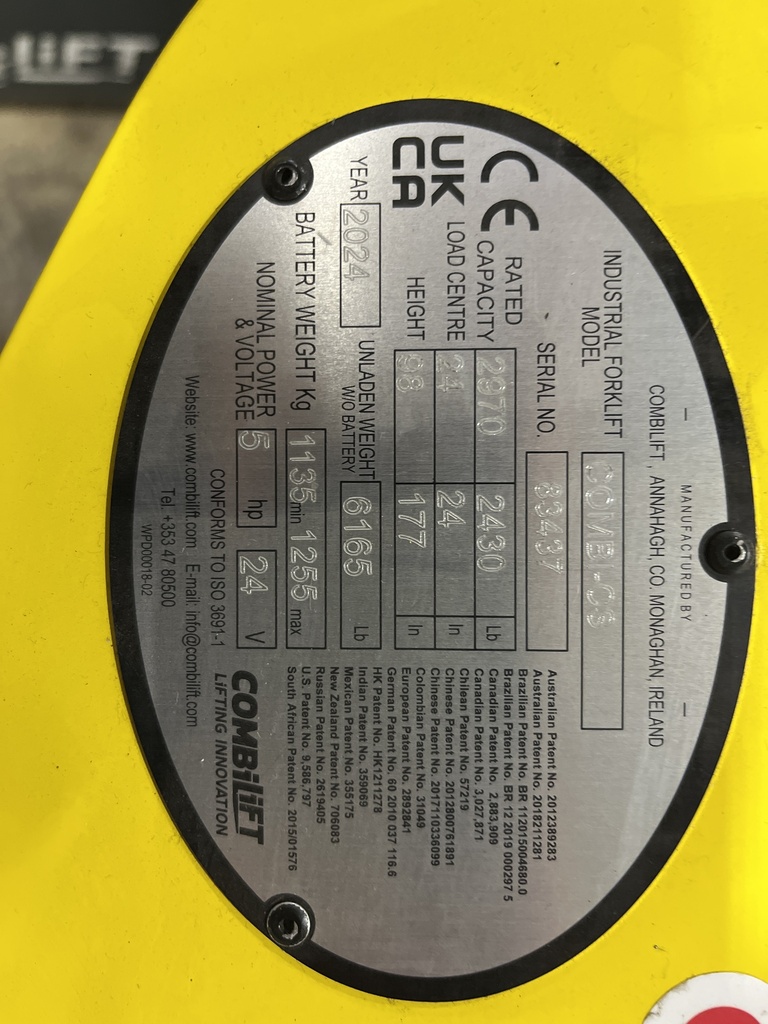 LiFT
MANUFACTURED BY
COMBILIFT , ANNAHAGH, CO. MONAGHAN, IRELAND
INDUSTRIAL FORKLIFT
MODEL
SERIAL NO. 83437
CE
UK
CA
RATED
CAPACITY 2970 2430 Lb
LOAD CENTRE 24 24 In
HEIGHT 98 177 In
YEAR 2024
UNLADEN WEIGHT
W/O BATTERY 6165 Lb
BATTERY WEIGHT Kg 1135 min 1255 max
NOMINAL POWER
& VOLTAGE 5 hp 24 V
CONFORMS TO ISO 3691-1
Website: www.combilift.com E-mail: info@combilift.com
Tel. +353 47 80500
WPD00018-02
Australian Patent No. 2012389283
Australian Patent No. 2018211281
Brazilian Patent No. BR 112015004680.0
Brazilian Patent No. BR 12 2019 000297 5
Canadian Patent No. 2,883,909
Canadian Patent No. 3,027,871
Chilean Patent No. 57219
Chinese Patent No. 2012800761891
Chinese Patent No. 2017110336099
Colombian Patent No. 31049
European Patent No. 2892841
German Patent No. 60 2010 037 116.6
HK Patent No. HK1211278
Indian Patent No. 359069
Mexican Patent No. 355175
New Zealand Patent No. 706083
Russian Patent No. 2619405
U.S. Patent No. 9,586,797
South African Patent No. 2015/01576
COMBiLiFT
LIFTING INNOVATION